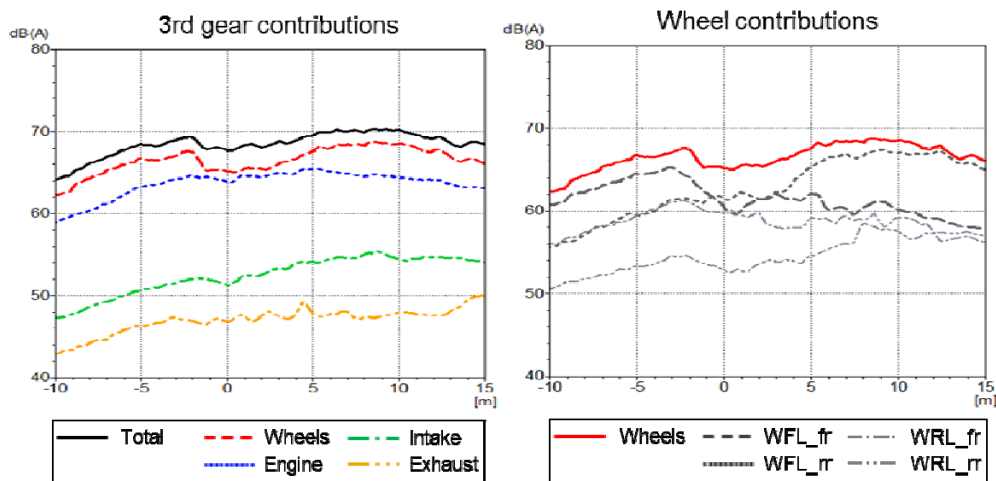 3rd gear contributions
dB(A)
80
70
60
50
40
-10
-5
0
5
10
15
[m]
Total
Wheels
Intake
Engine
Exhaust
Wheel contributions
dB(A)
80
70
60
50
40
-10
-5
0
5
10
15
[m]
Wheels
WFL_fr
WRL_fr
WFL_rr
WRL_rr